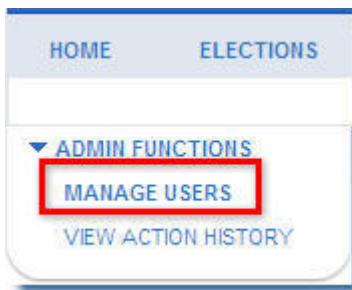 HOME ELECTIONS
ADMIN FUNCTIONS
MANAGE USERS
VIEW ACTION HISTORY